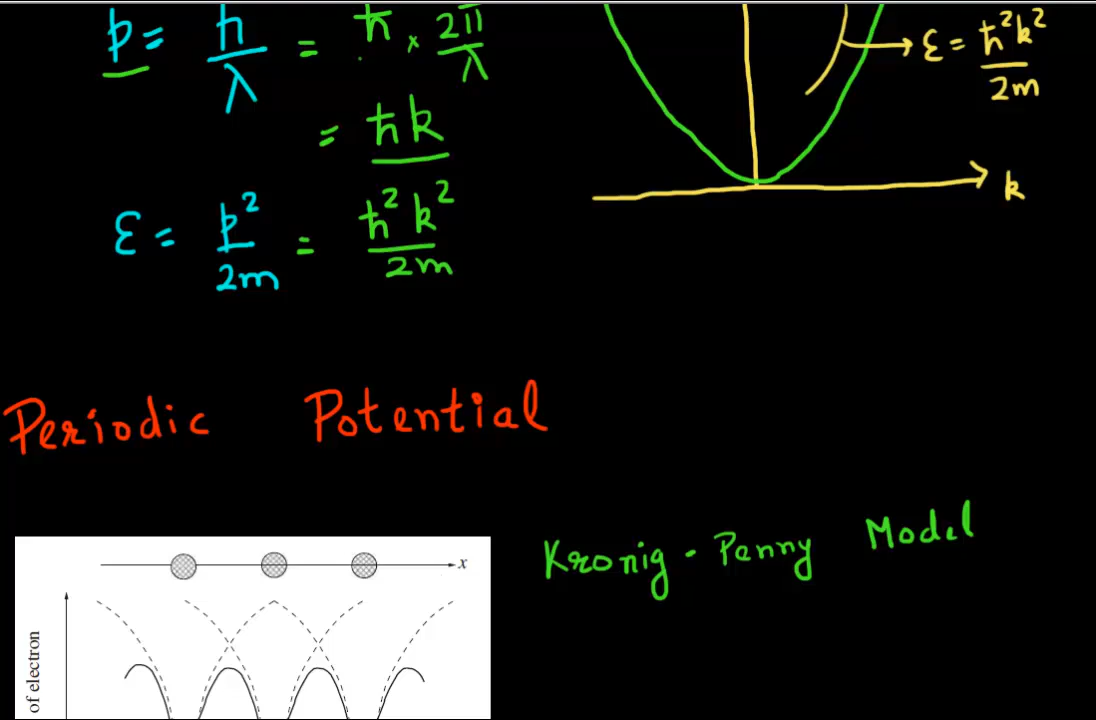 p = h/λ = ℏ × 2π/λ
= ℏk
ε = p²/2m = ℏ²k²/2m
ε = ℏ²k²/2m
k
Periodic Potential
Kronig - Penny Model
x
of electron